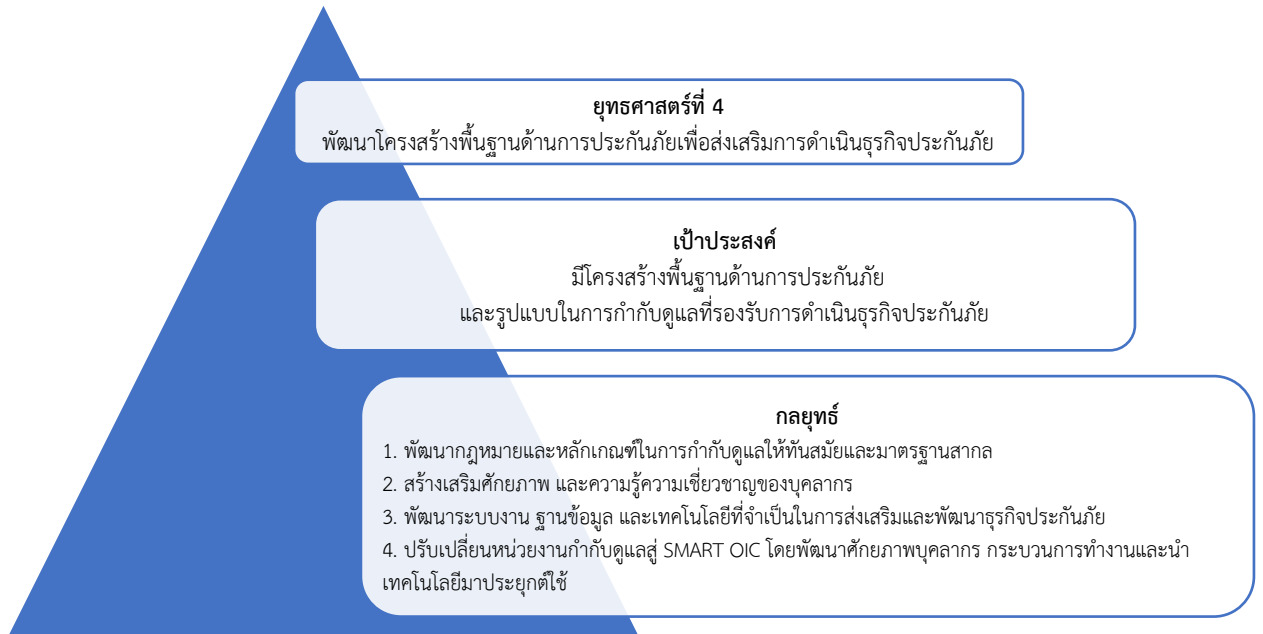 ยุทธศาสตร์ที่ 4
พัฒนาโครงสร้างพื้นฐานด้านการประกันภัยเพื่อส่งเสริมการดำเนินธุรกิจประกันภัย
เป้าประสงค์
มีโครงสร้างพื้นฐานด้านการประกันภัย
และรูปแบบในการกำกับดูแลที่รองรับการดำเนินธุรกิจประกันภัย
กลยุทธ์
1. พัฒนากฎหมายและหลักเกณฑ์ในการกำกับดูแลให้ทันสมัยและมาตรฐานสากล
2. สร้างเสริมศักยภาพ และความรู้ความเชี่ยวชาญของบุคลากร
3. พัฒนาระบบงาน ฐานข้อมูล และเทคโนโลยีที่จำเป็นในการส่งเสริมและพัฒนาธุรกิจประกันภัย
4. ปรับเปลี่ยนหน่วยงานกำกับดูแลสู่ SMART OIC โดยพัฒนาศักยภาพบุคลากร กระบวนการทำงานและนำ
เทคโนโลยีมาประยุกต์ใช้